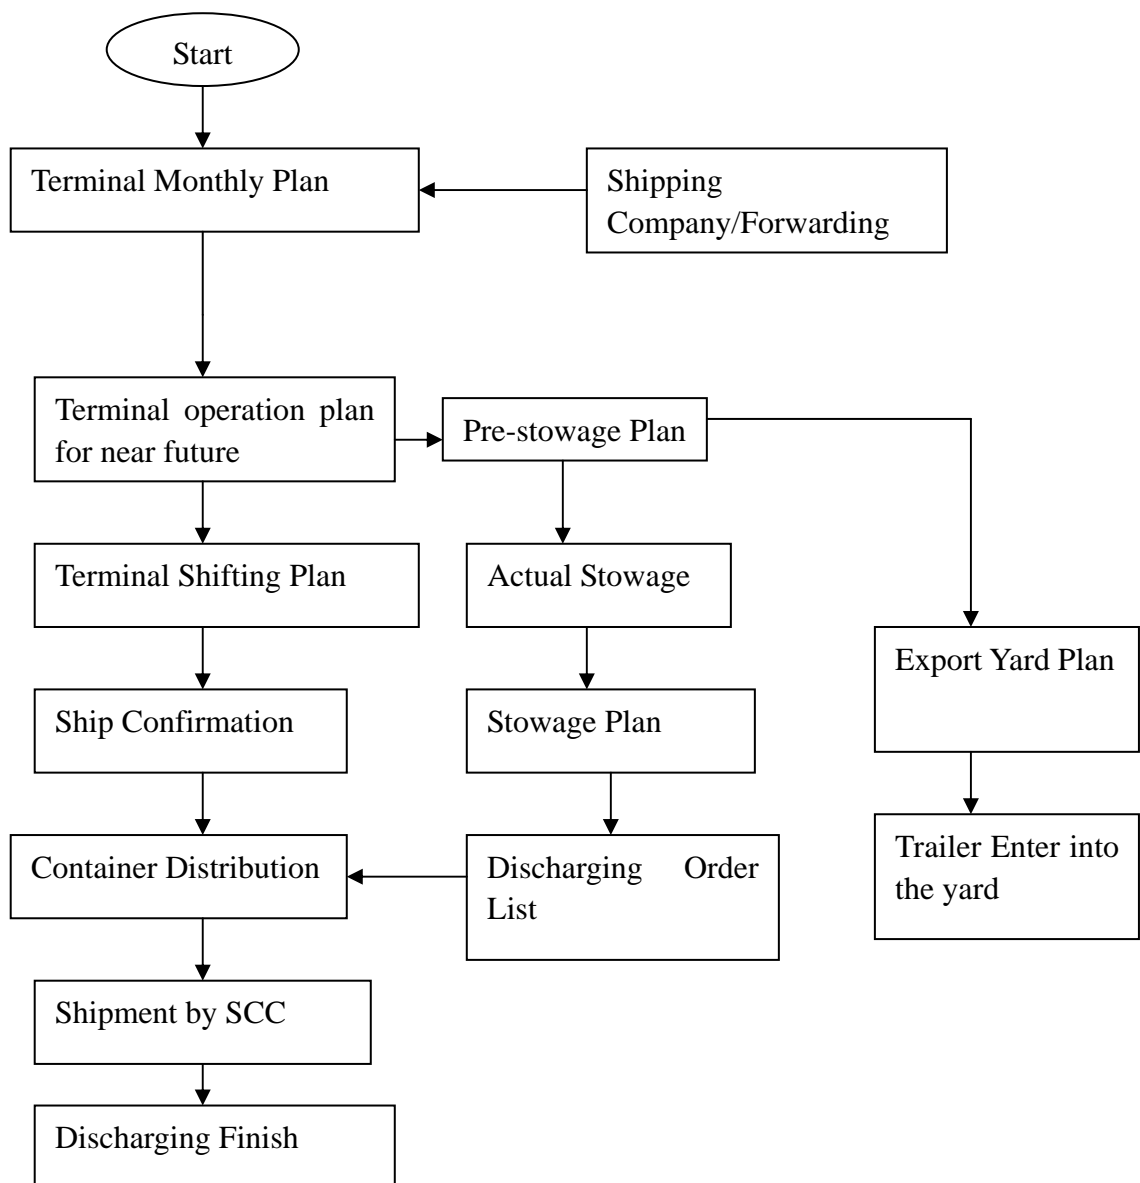 Start
Terminal Monthly Plan
Shipping
Company/Forwarding
Terminal operation plan
for near future
Pre-stowage Plan
Terminal Shifting Plan
Actual Stowage
Export Yard Plan
Ship Confirmation
Stowage Plan
Container Distribution
Discharging Order
List
Trailer Enter into
the yard
Shipment by SCC
Discharging Finish